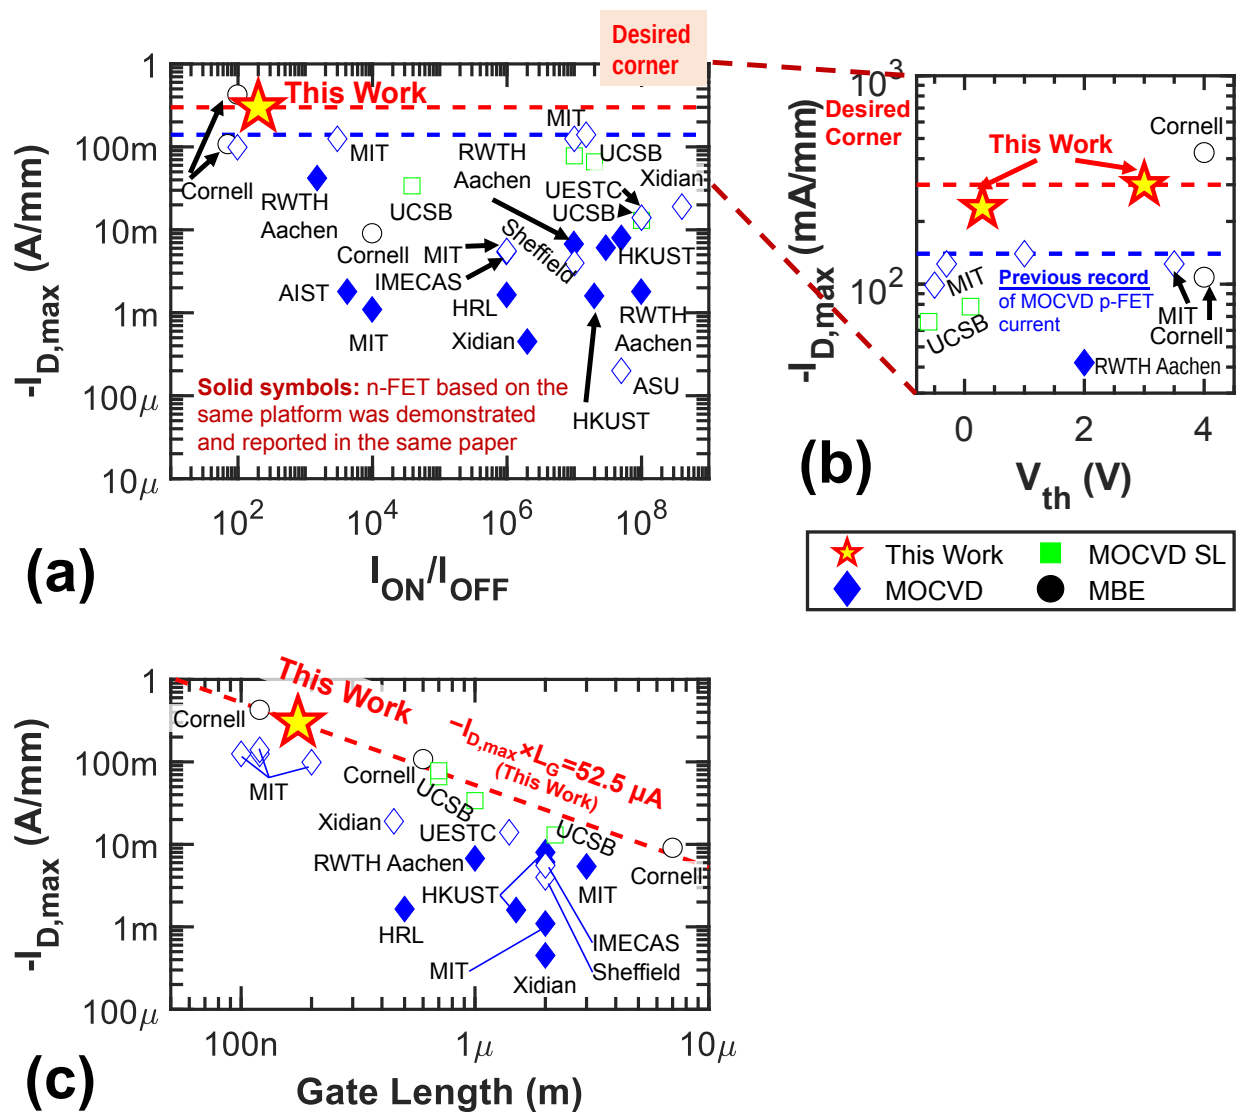 Desired
corner
1
100m
10m
1m
100μ
10μ
-I_D,max (A/mm)
This Work
MIT
MIT
UCSB
RWTH
Aachen
Xidian
Cornell
RWTH
Aachen
UCSB
UESTC
UCSB
Cornell
MIT
IMECAS
Sheffield
HKUST
AIST
MIT
HRL
Xidian
RWTH
Aachen
ASU
HKUST
Solid symbols: n-FET based on the
same platform was demonstrated
and reported in the same paper
10^2
10^4
10^6
10^8
I_ON/I_OFF
(a)
10^3
10^2
-I_D,max (mA/mm)
Desired
Corner
This Work
Cornell
MIT
UCSB
Previous record
of MOCVD p-FET
current
MIT
Cornell
RWTH Aachen
0
2
4
V_th (V)
(b)
This Work
MOCVD SL
MOCVD
MBE
1
100m
10m
1m
100μ
-I_D,max (A/mm)
This Work
Cornell
−I_D,max×L_G=52.5 μA
(This Work)
MIT
Cornell
UCSB
Xidian
UESTC
UCSB
RWTH Aachen
Cornell
HKUST
MIT
HRL
IMECAS
MIT
Sheffield
Xidian
100n
1μ
10μ
Gate Length (m)
(c)